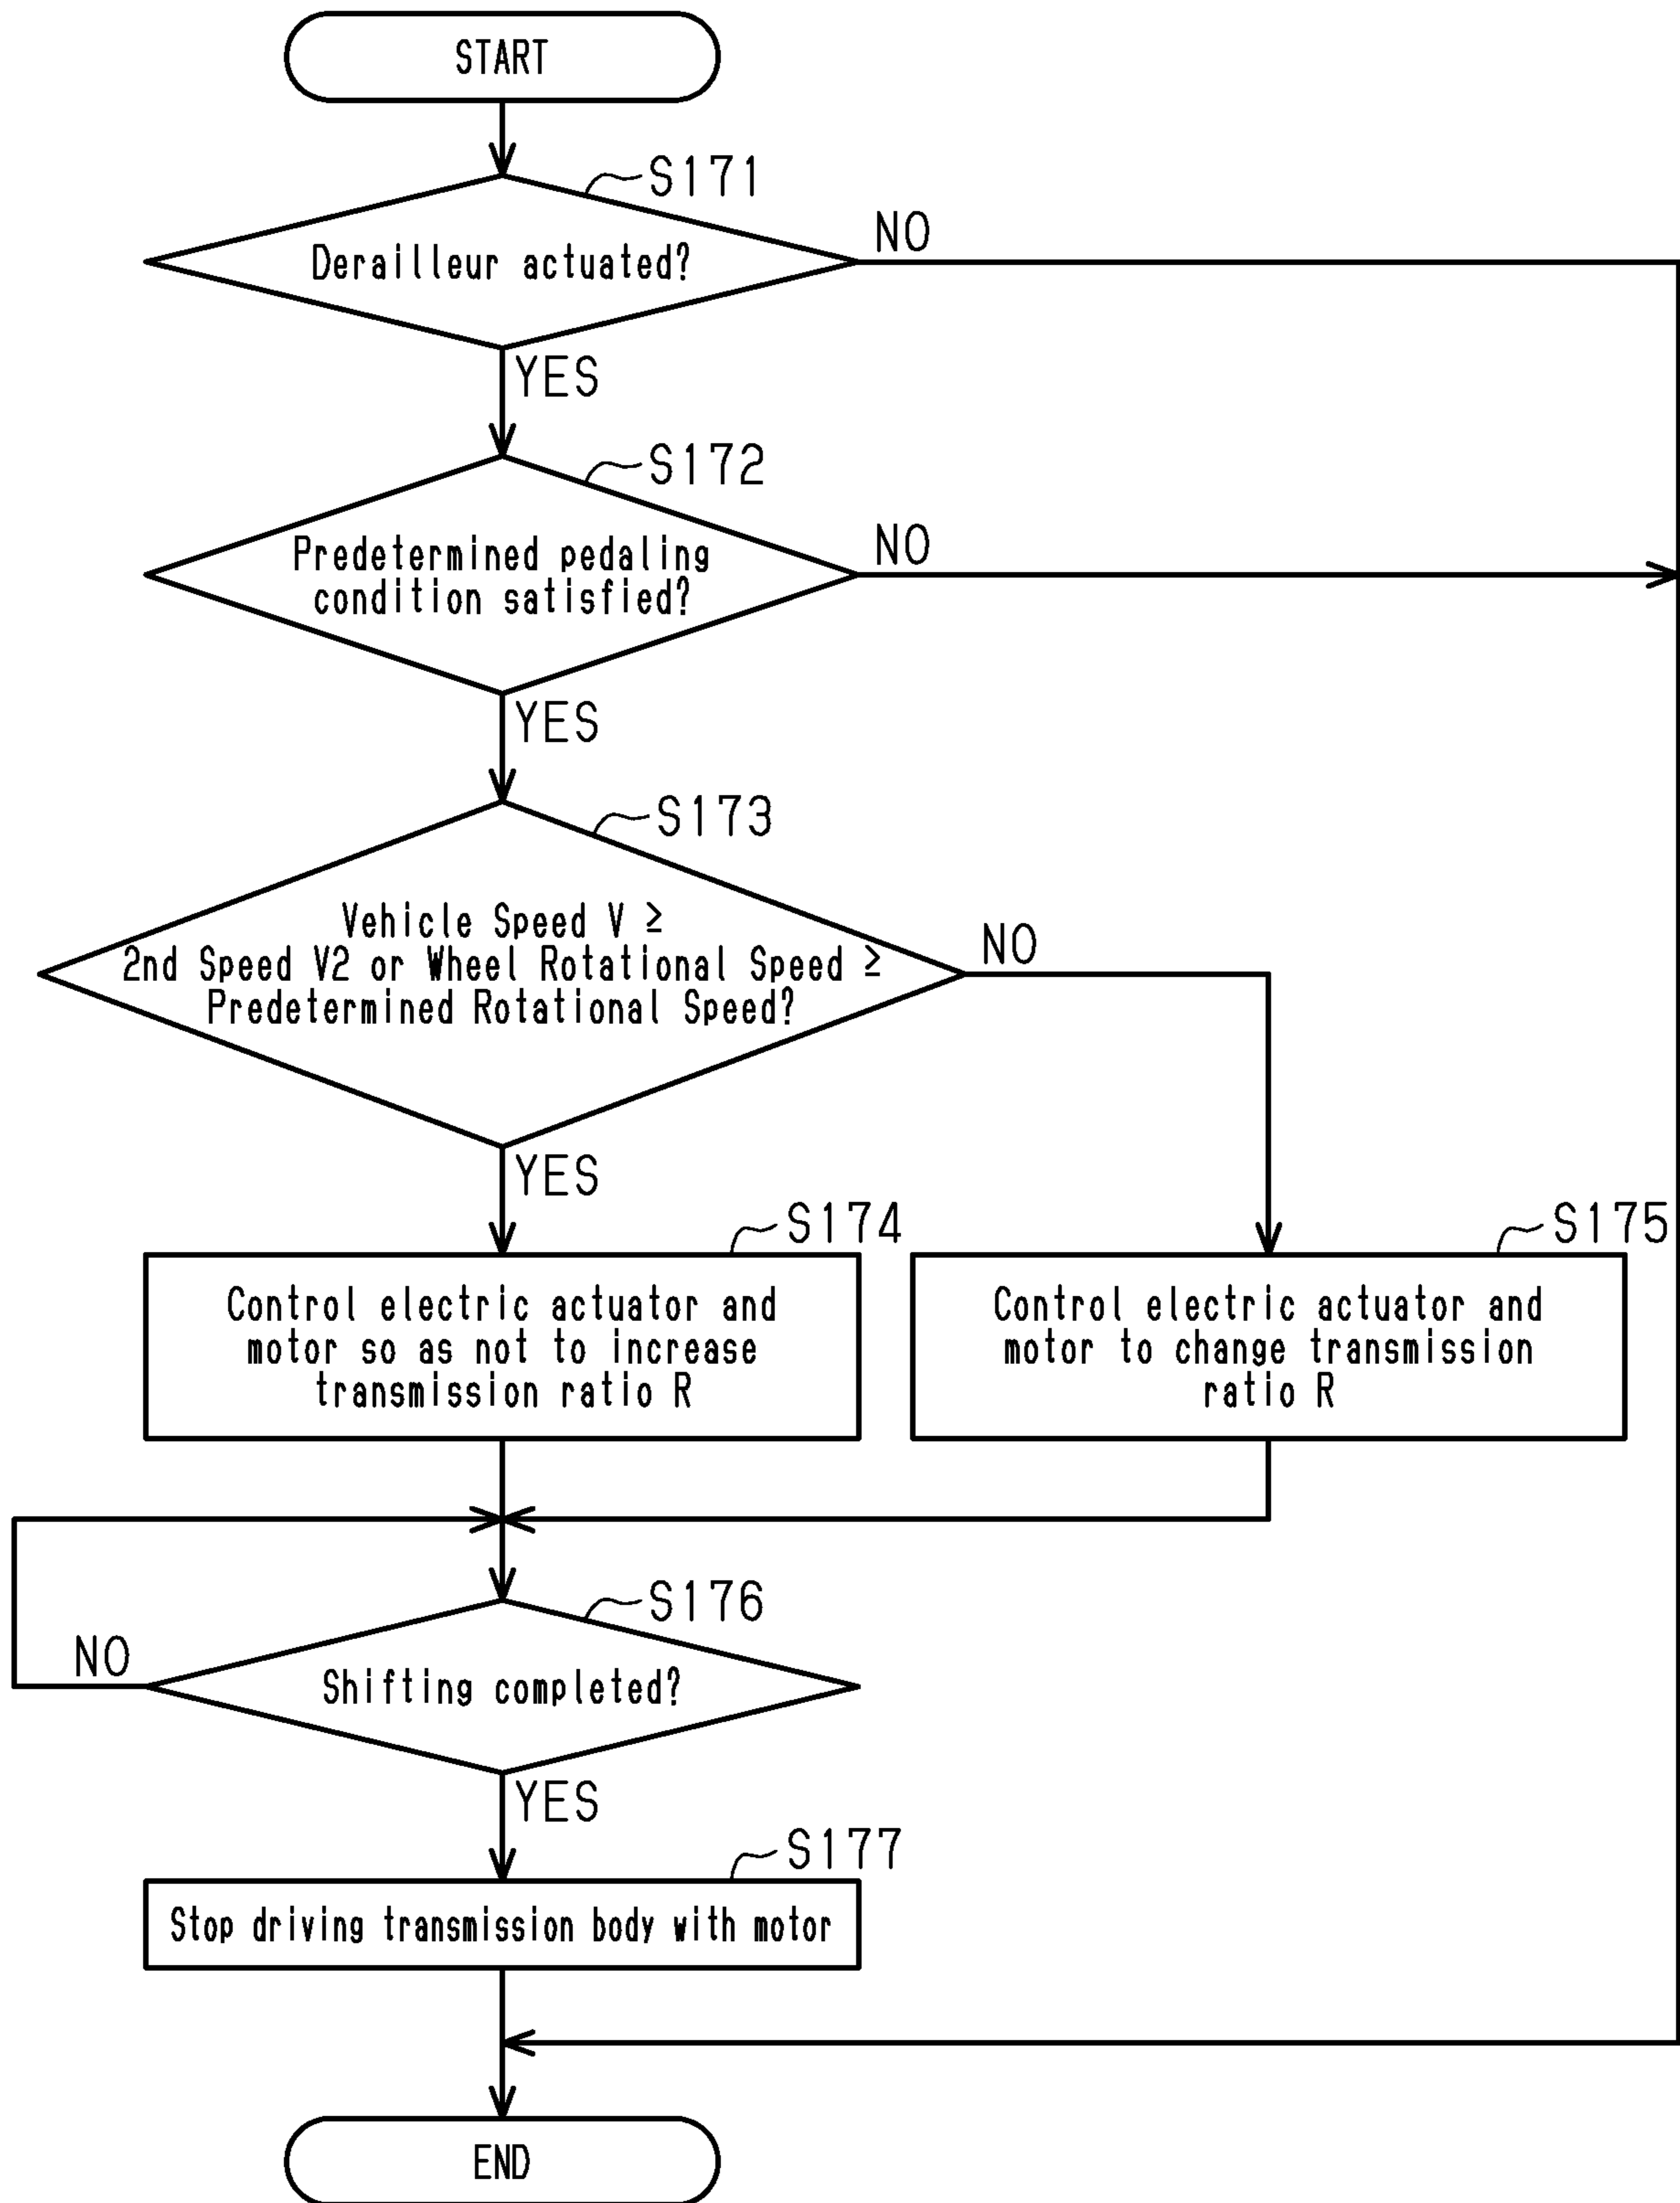 START
S171
Derailleur actuated?
NO
YES
S172
Predetermined pedaling
condition satisfied?
NO
YES
S173
Vehicle Speed V ≥
2nd Speed V2 or Wheel Rotational Speed ≥
Predetermined Rotational Speed?
NO
YES
S174
Control electric actuator and
motor so as not to increase
transmission ratio R
S175
Control electric actuator and
motor to change transmission
ratio R
S176
Shifting completed?
NO
YES
S177
Stop driving transmission body with motor
END